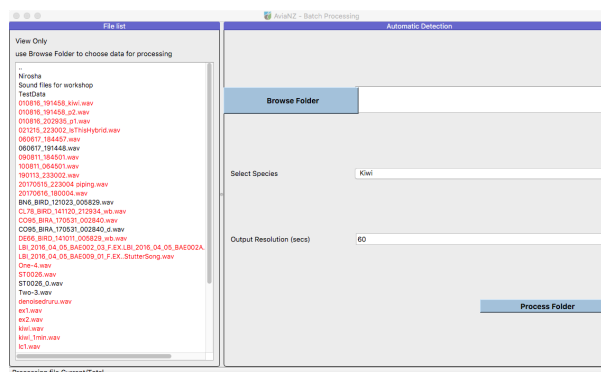 AviaNZ - Batch Processing
File list
View Only
use Browse Folder to choose data for processing
..
Nirosha
Sound files for workshop
TestData
010816_191458_kiwi.wav
010816_191458_p2.wav
010816_202935_p1.wav
021215_223002_IsThisHybrid.wav
060617_184457.wav
060617_191448.wav
090811_184501.wav
100811_064501.wav
190113_233002.wav
20170515_223004 piping.wav
20170616_180004.wav
BN6_BIRD_121023_005829.wav
CL78_BIRD_141120_212934_wb.wav
CO95_BIRA_170531_002840.wav
CO95_BIRA_170531_002840_d.wav
DE66_BIRD_141011_005829_wb.wav
LBI_2016_04_05_BAE002_03_F.EX.LBI_2016_04_05_BAE002A.
LBI_2016_04_05_BAE009_01_F.EX..StutterSong.wav
One-4.wav
ST0026.wav
ST0026_0.wav
Two-3.wav
denoisedruru.wav
ex1.wav
ex2.wav
kiwi.wav
kiwi_1min.wav
lc1.wav
Automatic Detection
Browse Folder
Select Species
Kiwi
Output Resolution (secs)
60
Process Folder
Processing file Current/Total